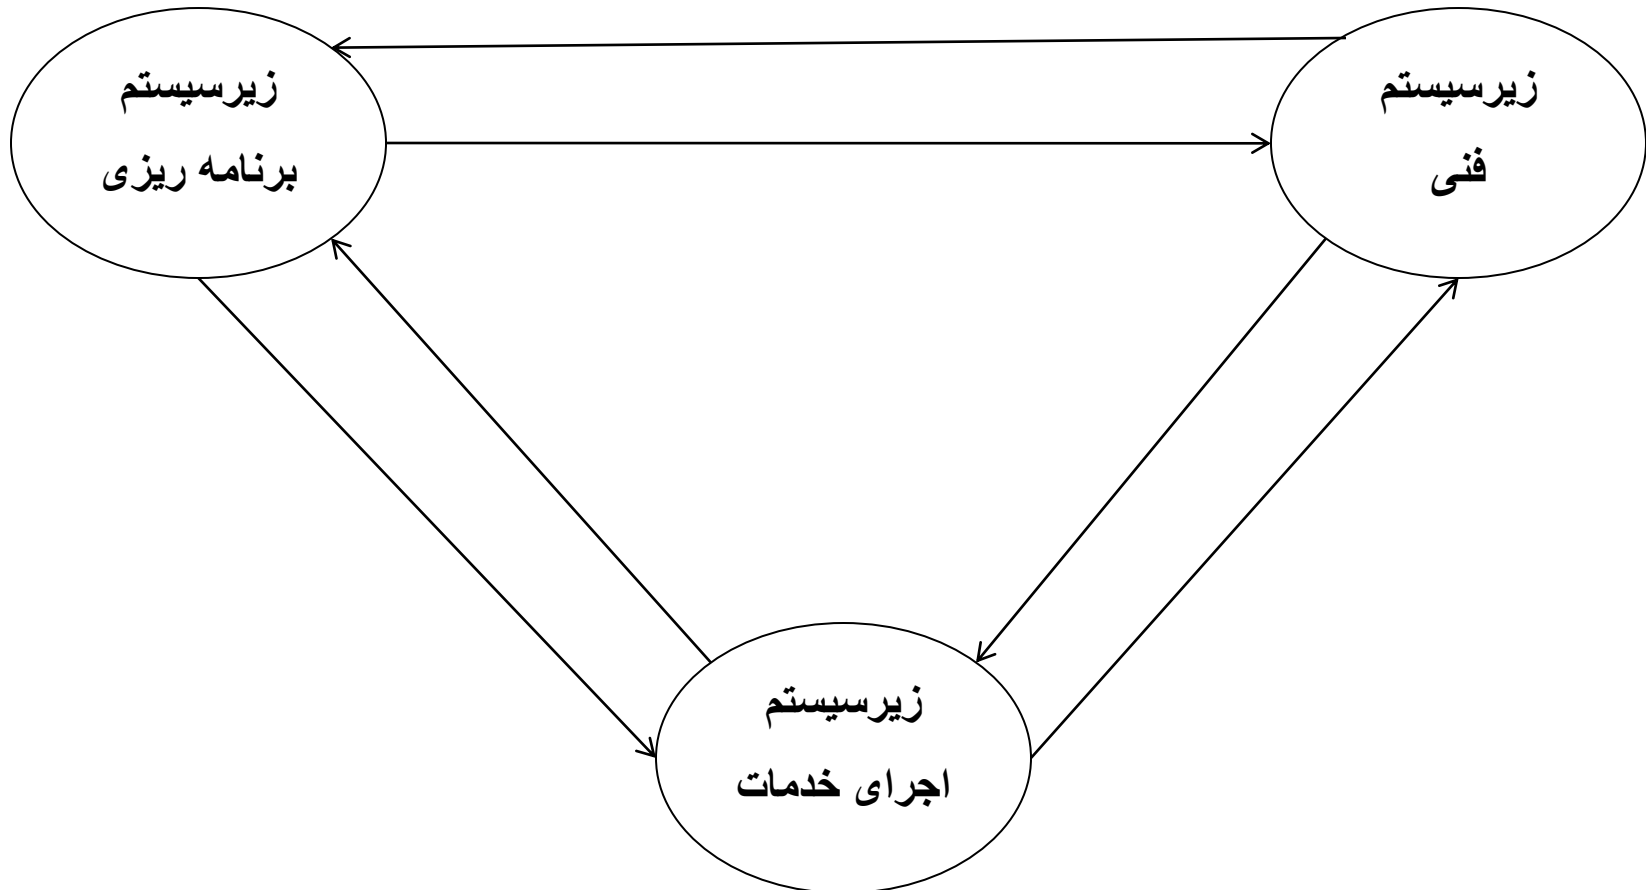 زیرسیستم
فنی
زیرسیستم
برنامه ریزی
زیرسیستم
اجرای خدمات